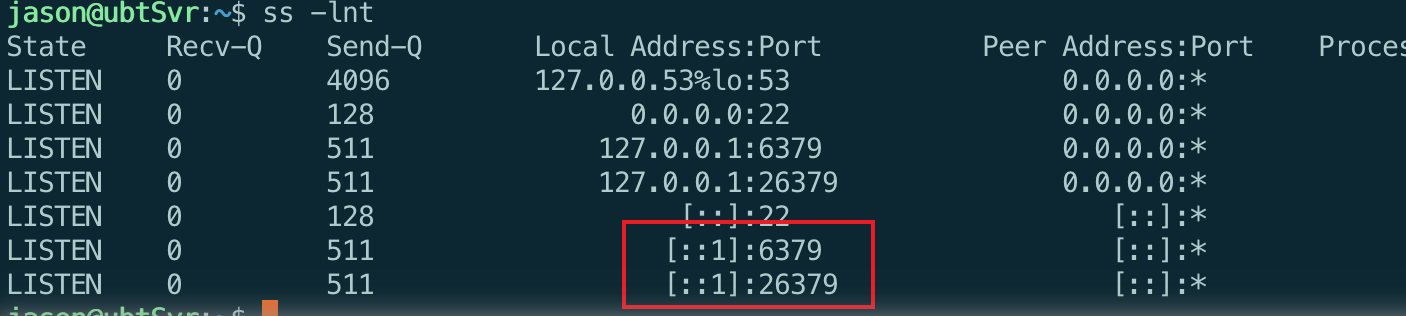 jason@ubtSvr:~$ ss -lnt
State Recv-Q Send-Q Local Address:Port Peer Address:Port Proces
LISTEN 0 4096 127.0.0.53%lo:53 0.0.0.0:*
LISTEN 0 128 0.0.0.0:22 0.0.0.0:*
LISTEN 0 511 127.0.0.1:6379 0.0.0.0:*
LISTEN 0 511 127.0.0.1:26379 0.0.0.0:*
LISTEN 0 128 [::]:22 [::]:*
LISTEN 0 511 [::1]:6379 [::]:*
LISTEN 0 511 [::1]:26379 [::]:*
jason@ubtSvr:~$